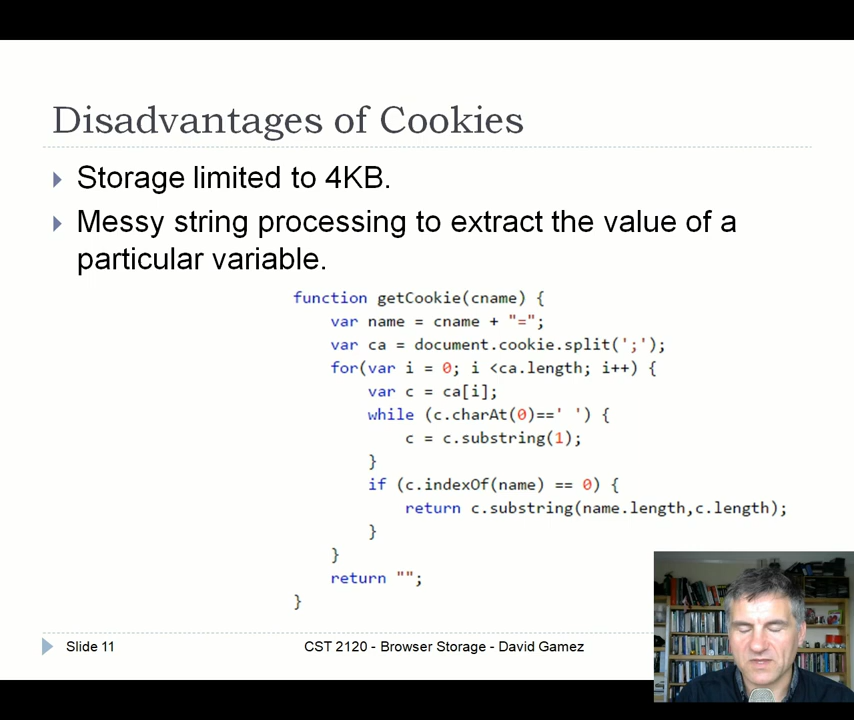 Disadvantages of Cookies
Storage limited to 4KB.
Messy string processing to extract the value of a
particular variable.
function getCookie(cname) {
    var name = cname + "=";
    var ca = document.cookie.split(';');
    for(var i = 0; i <ca.length; i++) {
        var c = ca[i];
        while (c.charAt(0)==' ') {
            c = c.substring(1);
        }
        if (c.indexOf(name) == 0) {
            return c.substring(name.length,c.length);
        }
    }
    return "";
}
Slide 11
CST 2120 - Browser Storage - David Gamez